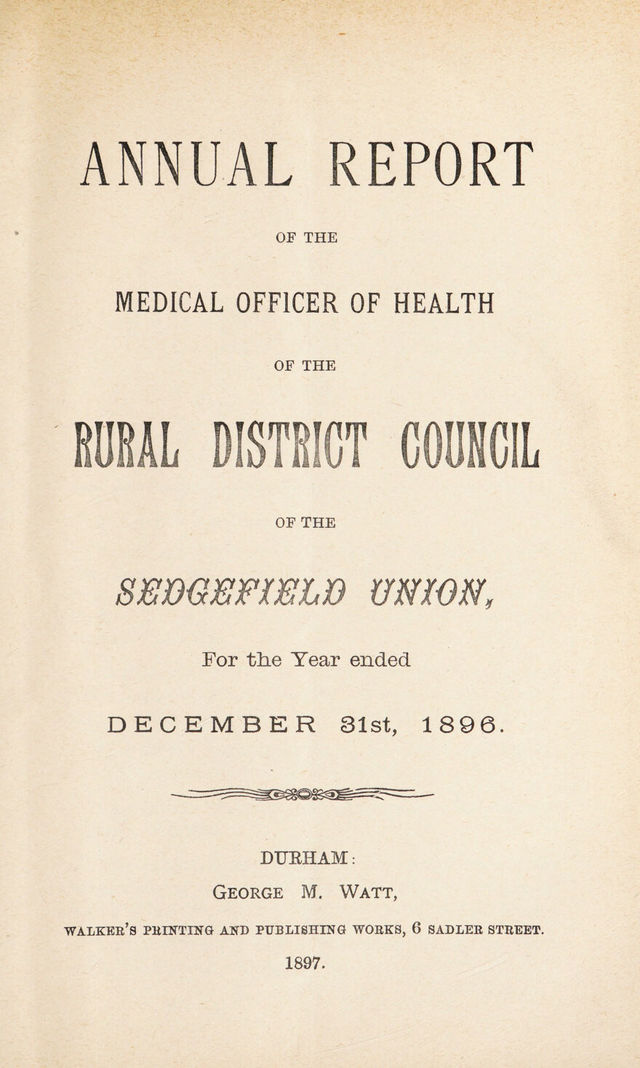 ANNUAL REPORT
OF THE
MEDICAL OFFICER OF HEALTH
OF THE
RURAL DISTRICT COUNCIL
OF THE
SEDGEFIELD UNION,
For the Year ended
DECEMBER 31st, 1896.
DURHAM:
GEORGE M. WATT,
WALKER'S PRINTING AND PUBLISHING WORKS, 6 SADLER STREET.
1897.